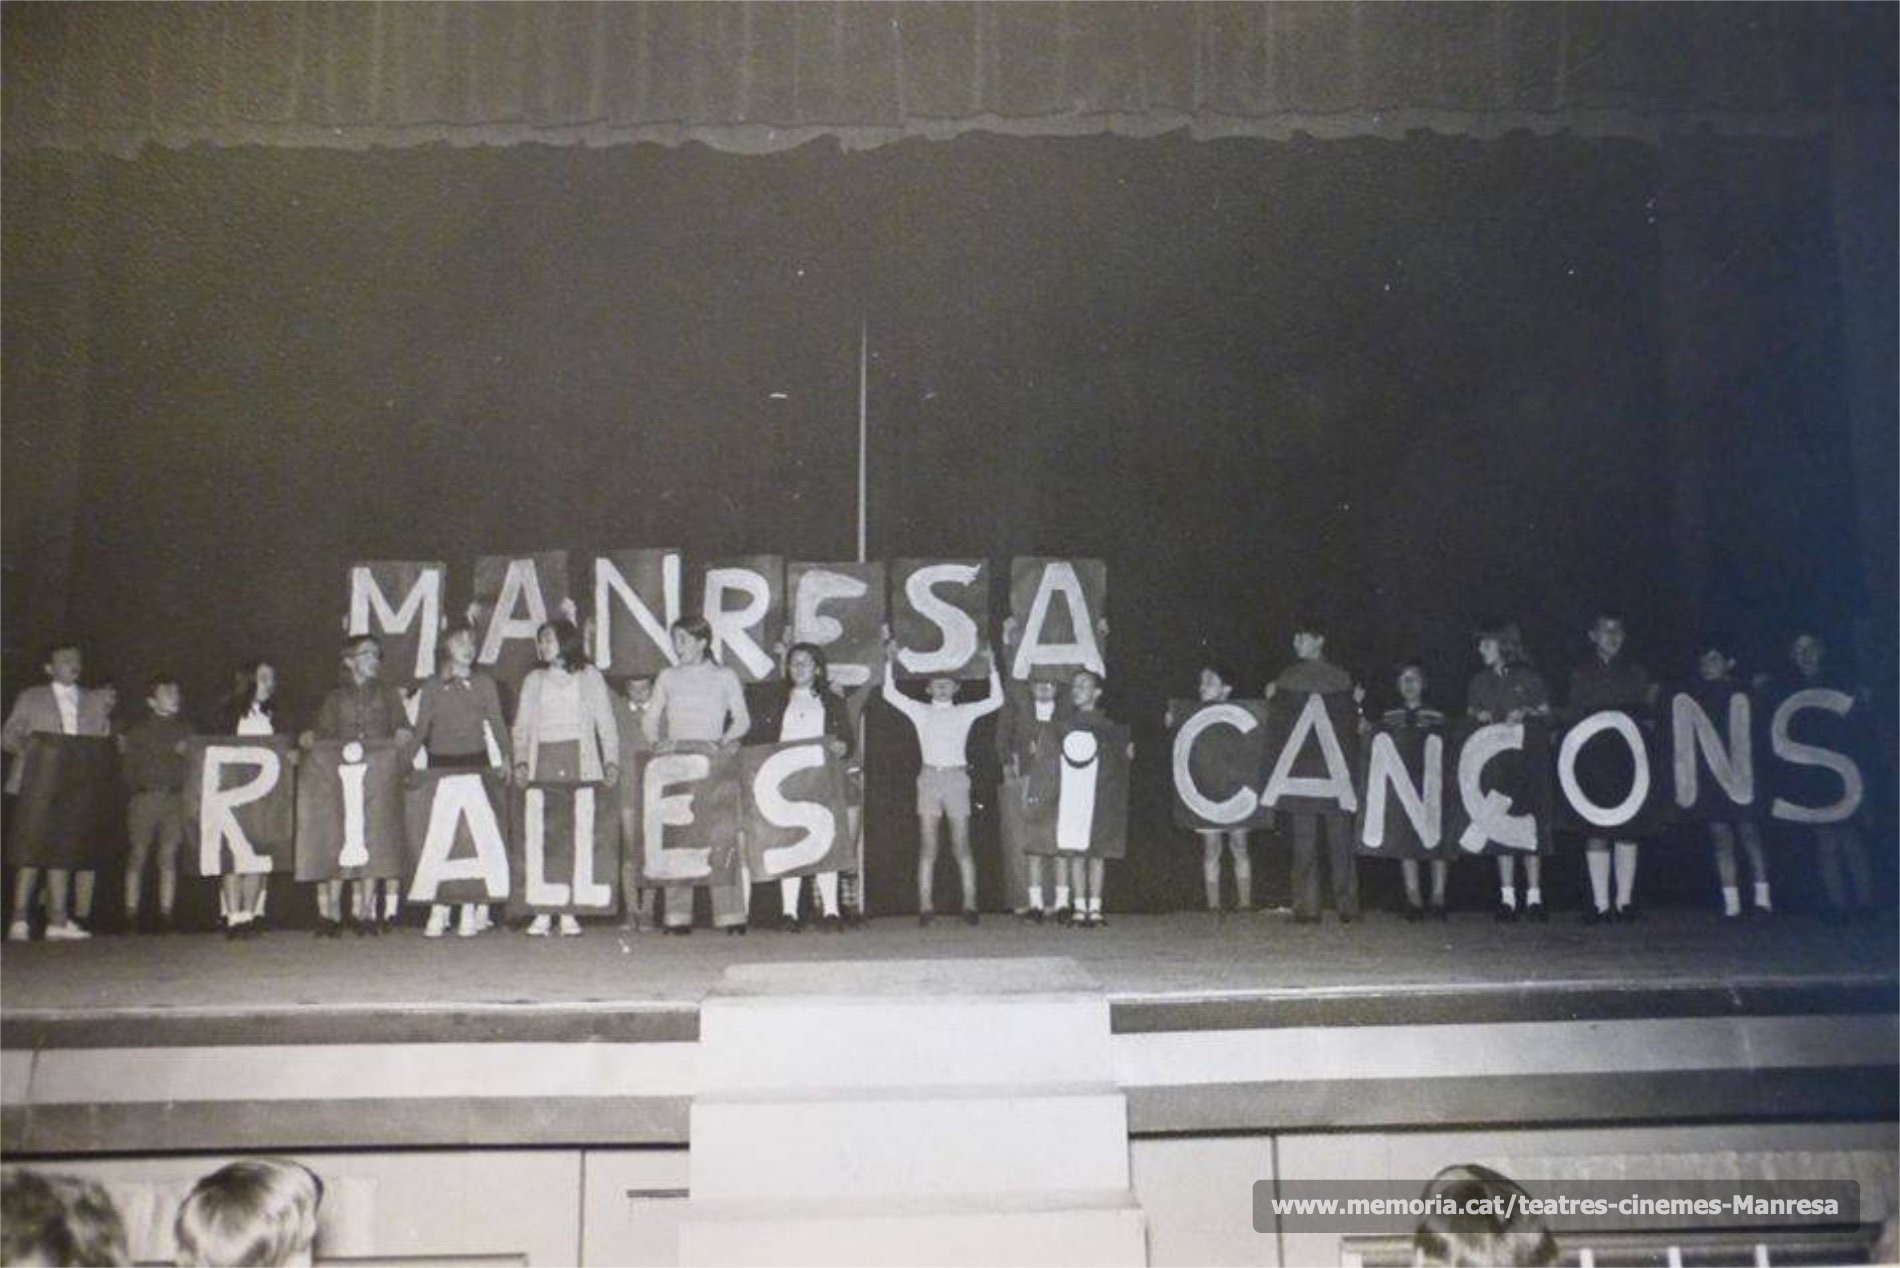 MANRESA
RiALLES i CANÇONS
www.memoria.cat/teatres-cinemes-Manresa